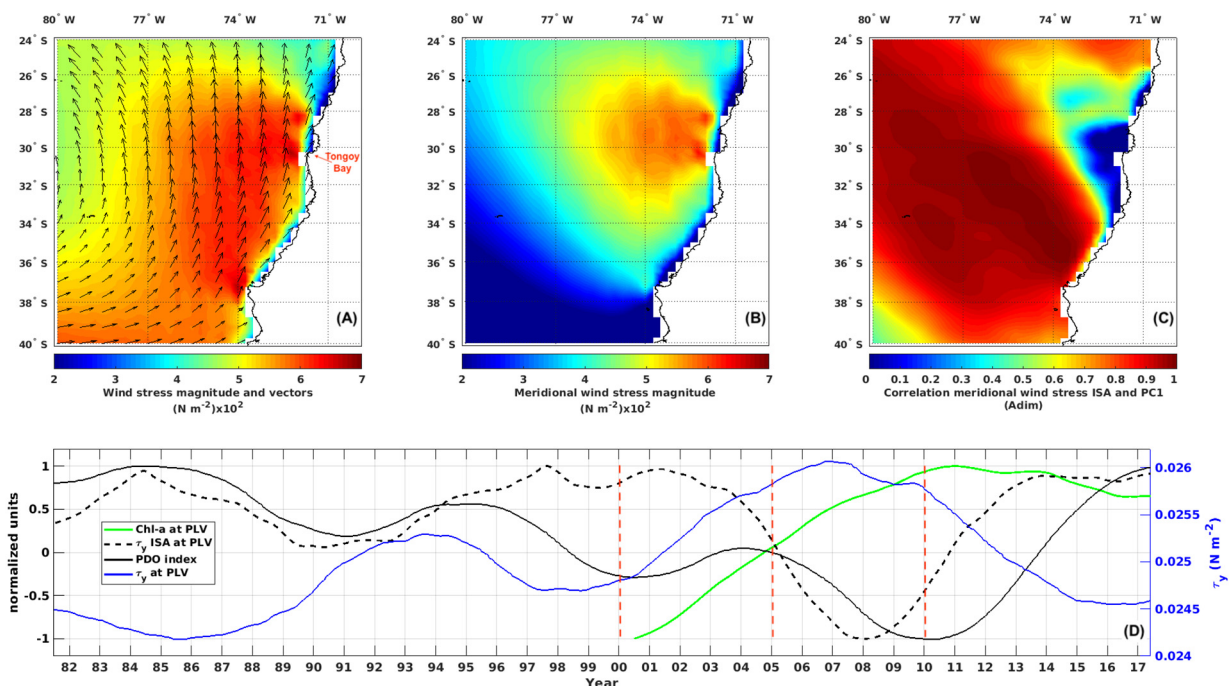 80° W 77° W 74° W 71° W
24° S
26° S
28° S
30° S
32° S
34° S
36° S
38° S
40° S
Tongoy
Bay
(A)
2 3 4 5 6 7
Wind stress magnitude and vectors
(N m-2)x102
80° W 77° W 74° W 71° W
24° S
26° S
28° S
30° S
32° S
34° S
36° S
38° S
40° S
(B)
2 3 4 5 6 7
Meridional wind stress magnitude
(N m-2)x102
80° W 77° W 74° W 71° W
24° S
26° S
28° S
30° S
32° S
34° S
36° S
38° S
40° S
(C)
0 0.1 0.2 0.3 0.4 0.5 0.6 0.7 0.8 0.9 1
Correlation meridional wind stress ISA and PC1
(Adim)
normalized units
1
0.5
0
-0.5
-1
Chl-a at PLV
τy ISA at PLV
PDO index
τy at PLV
(D)
0.026
0.0255
0.025
0.0245
0.024
τy (N m-2)
82 83 84 85 86 87 88 89 90 91 92 93 94 95 96 97 98 99 00 01 02 03 04 05 06 07 08 09 10 11 12 13 14 15 16 17
Year